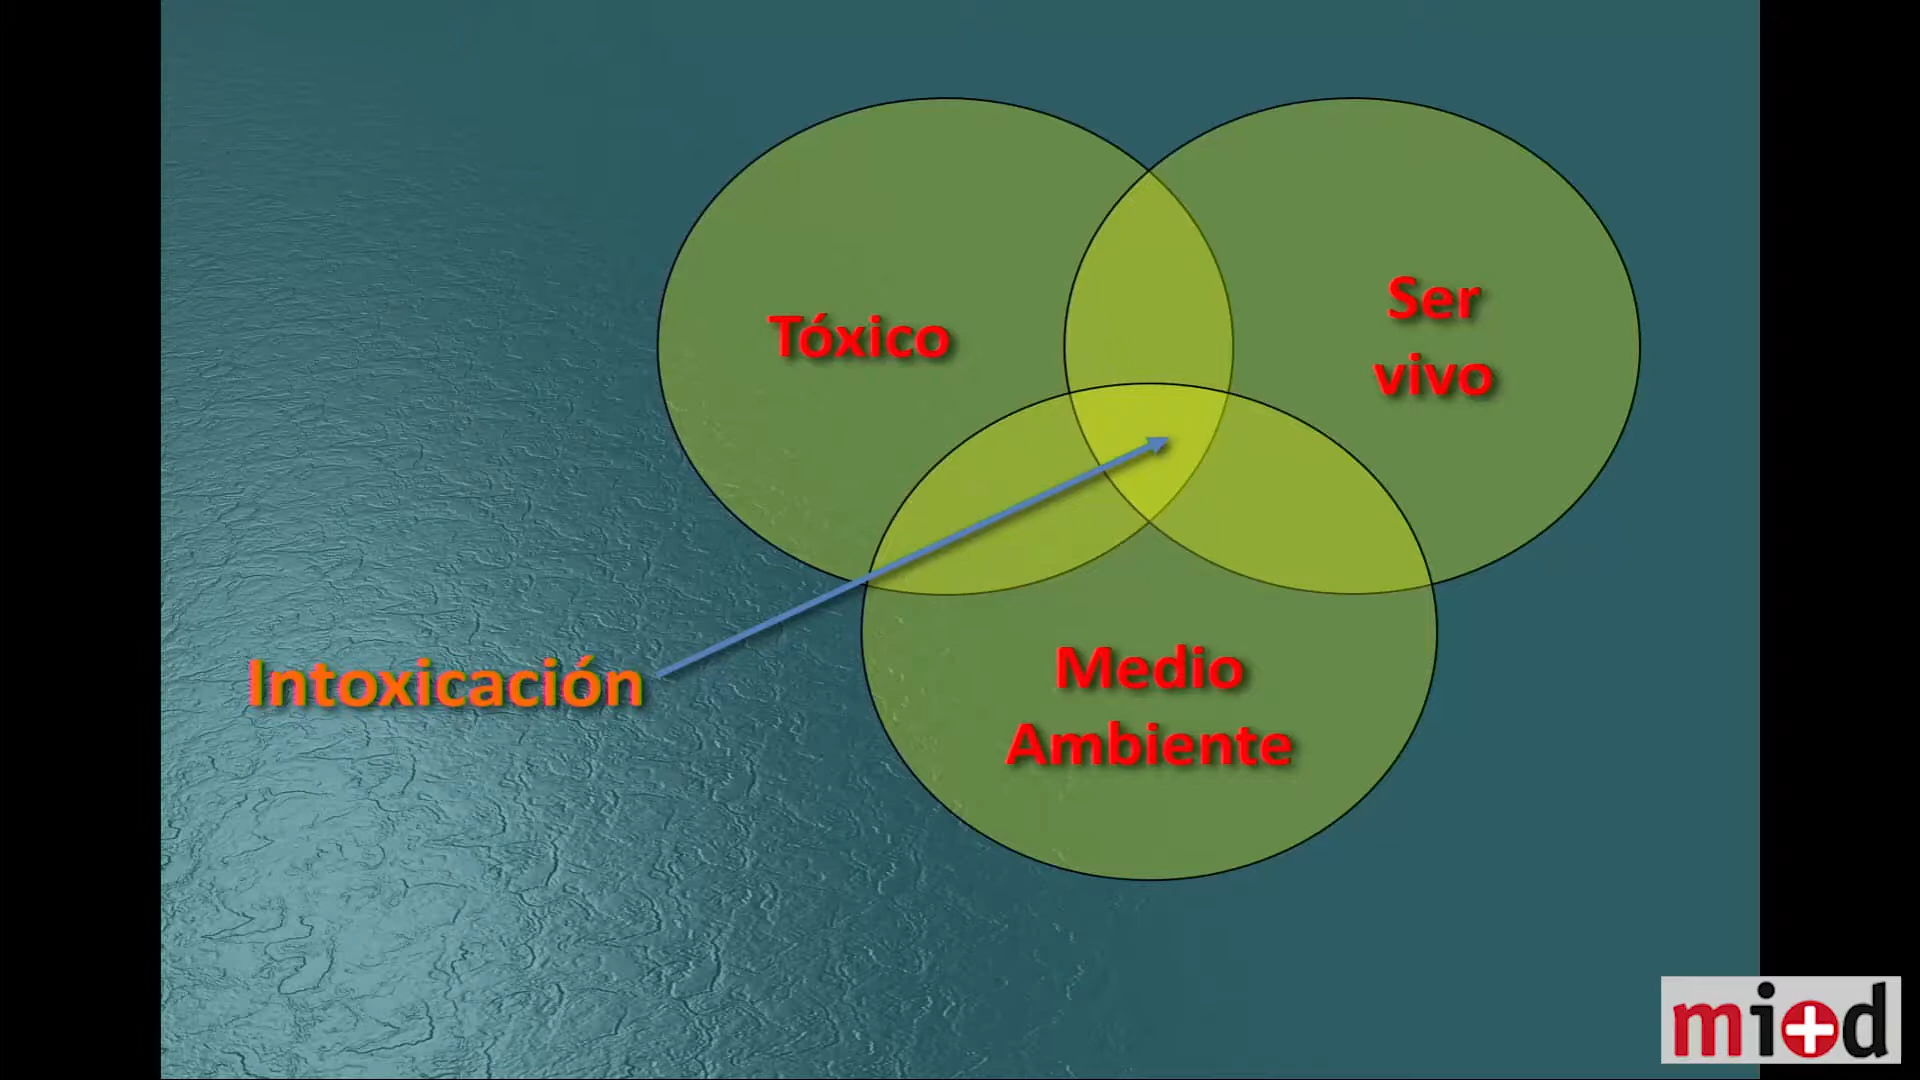 Tóxico
Ser
vivo
Intoxicación
Medio
Ambiente
mi+d